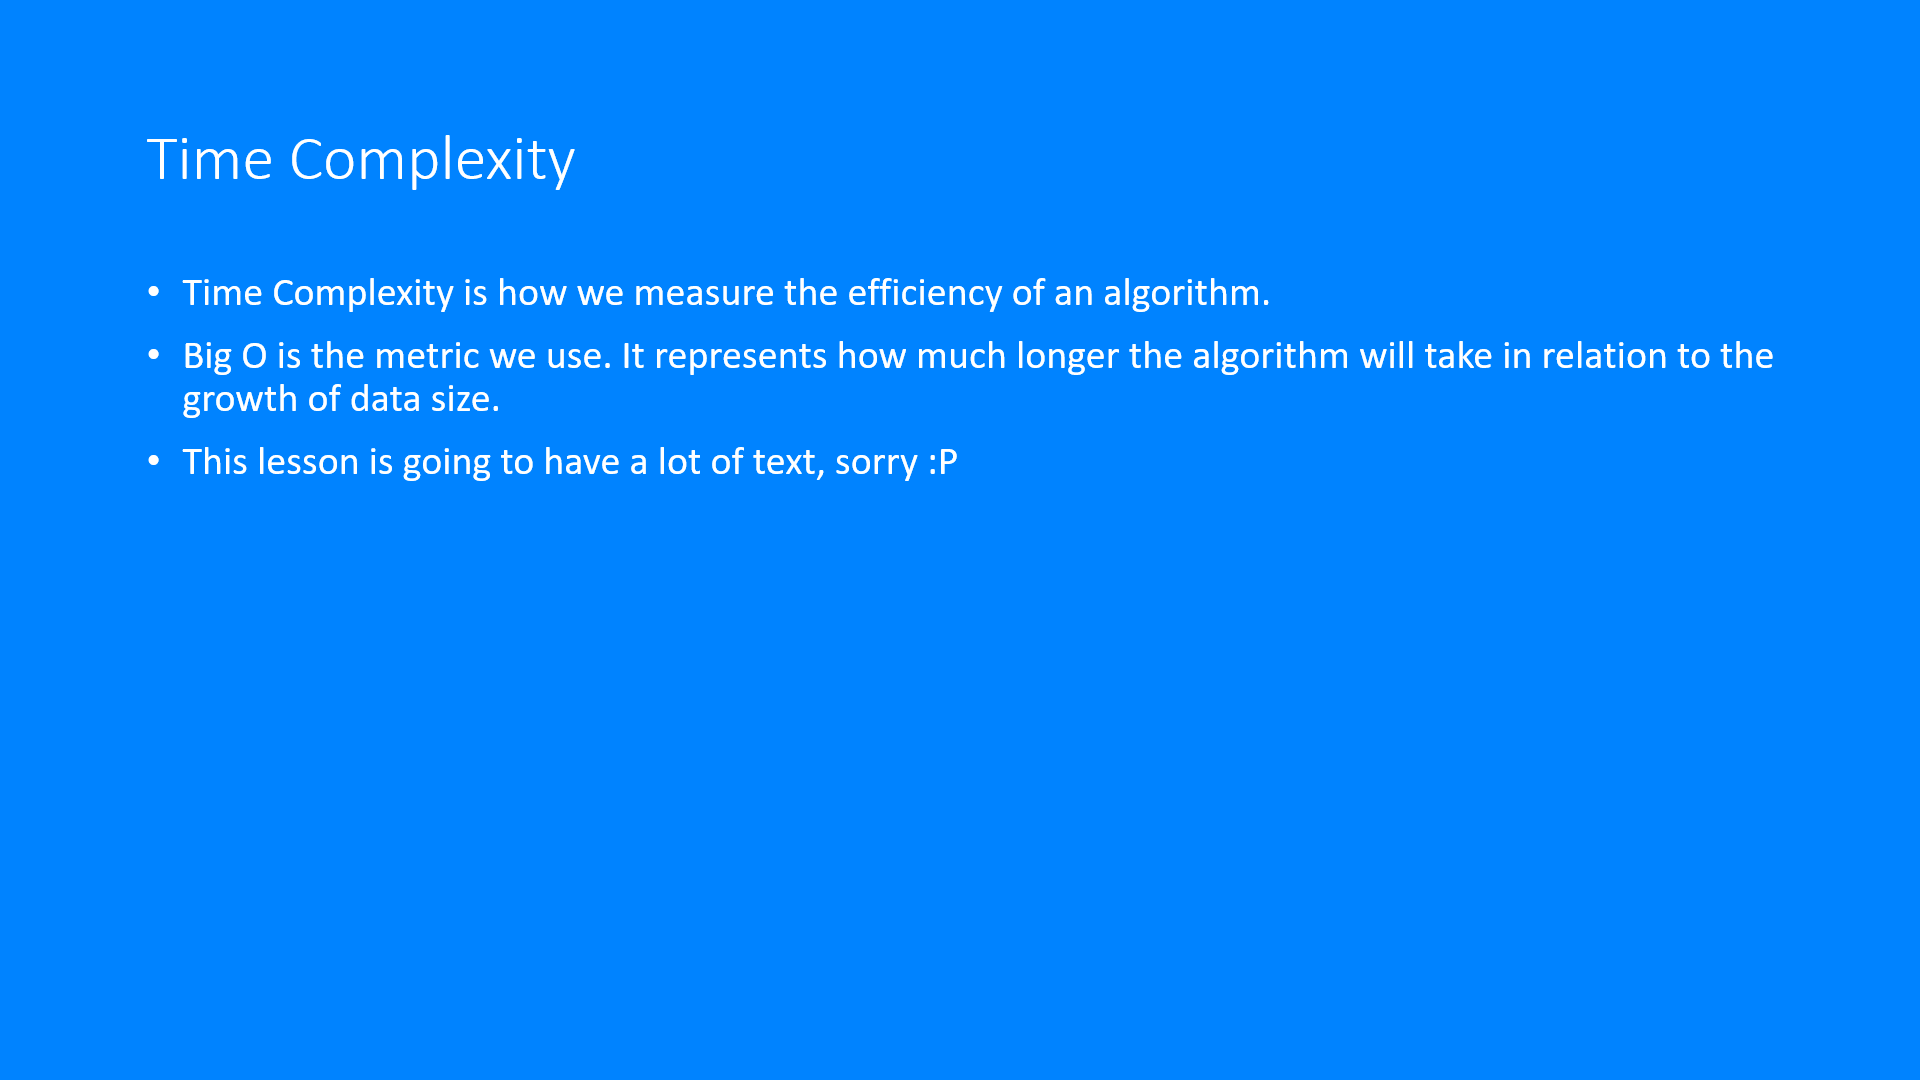 Time Complexity
• Time Complexity is how we measure the efficiency of an algorithm.
• Big O is the metric we use. It represents how much longer the algorithm will take in relation to the
growth of data size.
• This lesson is going to have a lot of text, sorry :P